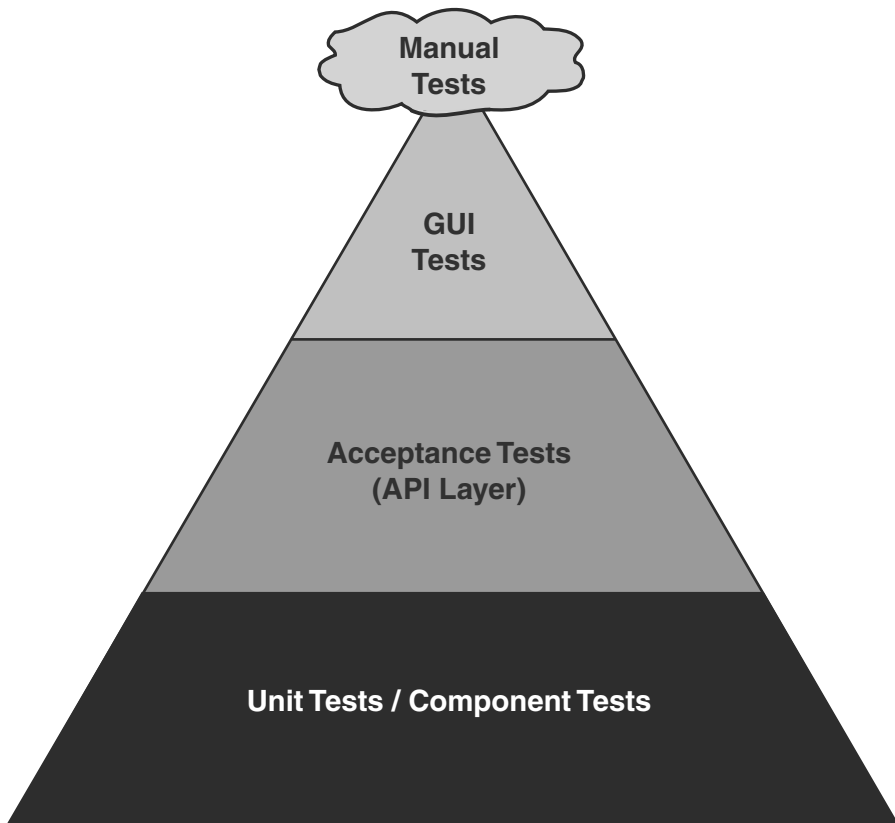 Manual
Tests
GUI
Tests
Acceptance Tests
(API Layer)
Unit Tests / Component Tests